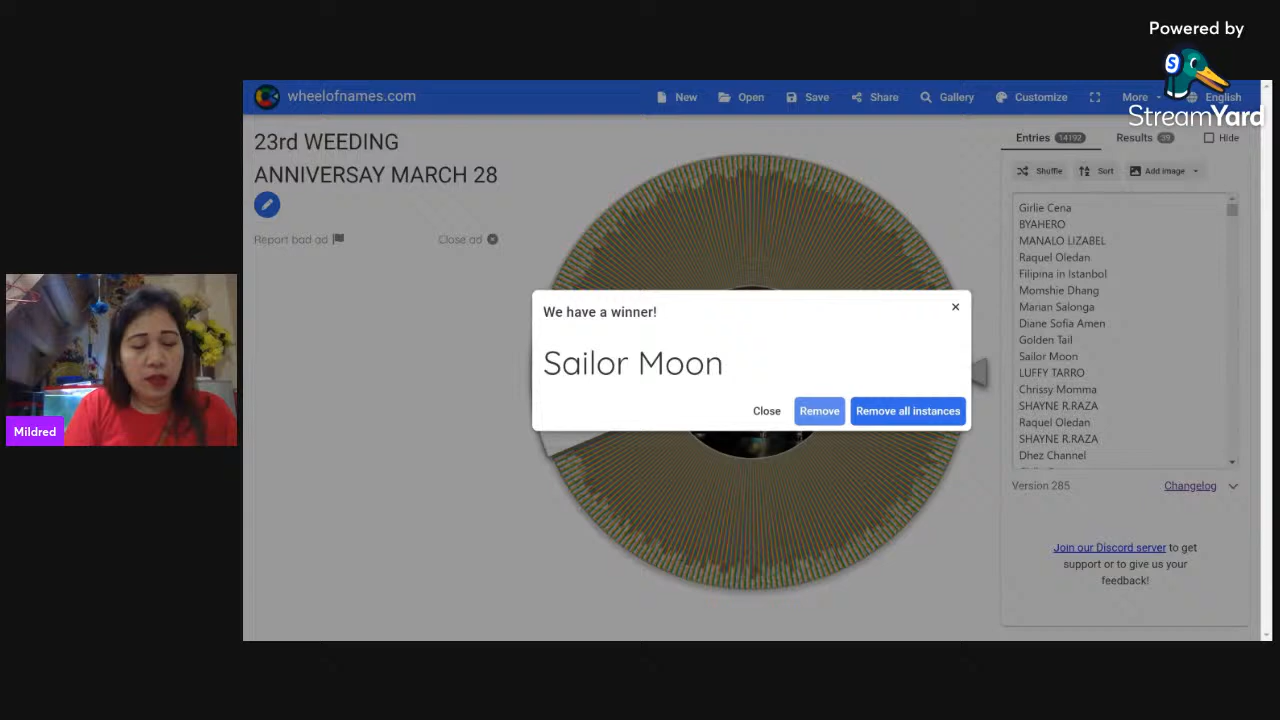 Powered by
StreamYard
wheelofnames.com
New
Open
Save
Share
Gallery
Customize
More
English
23rd WEEDING
ANNIVERSAY MARCH 28
Report bad ad
Close ad
Entries 14192
Results 39
Hide
Shuffle
Sort
Add image
Girlie Cena
BYAHERO
MANALO LIZABEL
Raquel Oledan
Filipina in Istanbol
Momshie Dhang
Marian Salonga
Diane Sofia Amen
Golden Tail
Sailor Moon
LUFFY TARRO
Chrissy Momma
SHAYNE R.RAZA
Raquel Oledan
SHAYNE R.RAZA
Dhez Channel
We have a winner!
Sailor Moon
Close
Remove
Remove all instances
Mildred
Version 285
Changelog
Join our Discord server to get
support or to give us your
feedback!